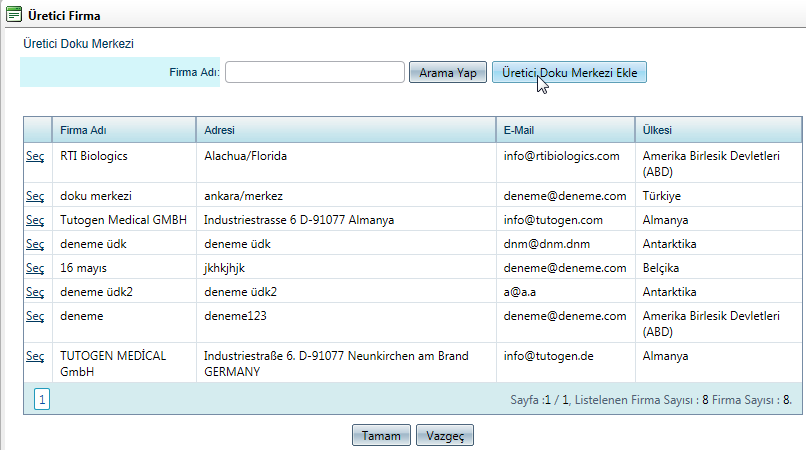 Üretici Firma
Üretici Doku Merkezi
Firma Adı: Arama Yap Üretici Doku Merkezi Ekle
Firma Adı Adresi E-Mail Ülkesi
Seç RTI Biologics Alachua/Florida info@rtibiologics.com Amerika Birlesik Devletleri
(ABD)
Seç doku merkezi ankara/merkez deneme@deneme.com Türkiye
Seç Tutogen Medical GMBH Industriestrasse 6 D-91077 Almanya info@tutogen.com Almanya
Seç deneme üdk deneme üdk dnm@dnm.dnm Antarktika
Seç 16 mayıs jkhkjhjk deneme@deneme.com Belçika
Seç deneme üdk2 deneme üdk2 a@a.a Antarktika
Seç deneme deneme123 deneme@deneme.com Amerika Birlesik Devletleri
(ABD)
Seç TUTOGEN MEDİCAL Industriestraße 6. D-91077 Neunkirchen am Brand info@tutogen.de Almanya
GmbH GERMANY
1 Sayfa :1 / 1, Listelenen Firma Sayısı : 8 Firma Sayısı : 8.
Tamam Vazgeç